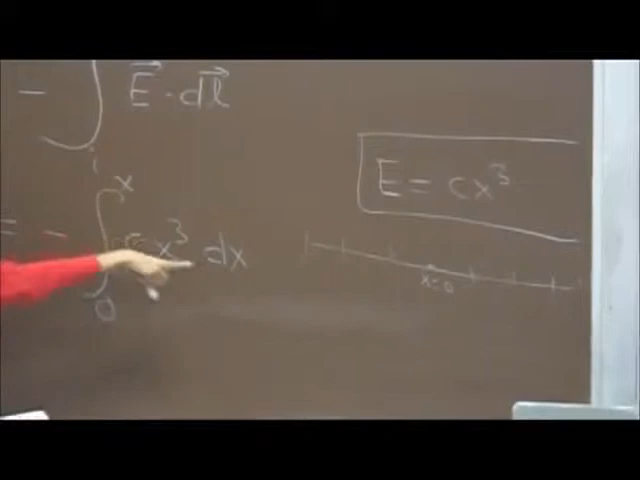 - ∫ᵢ E⃗ · dl⃗
E = cx³
= - ∫₀ˣ cx³ dx
x=0